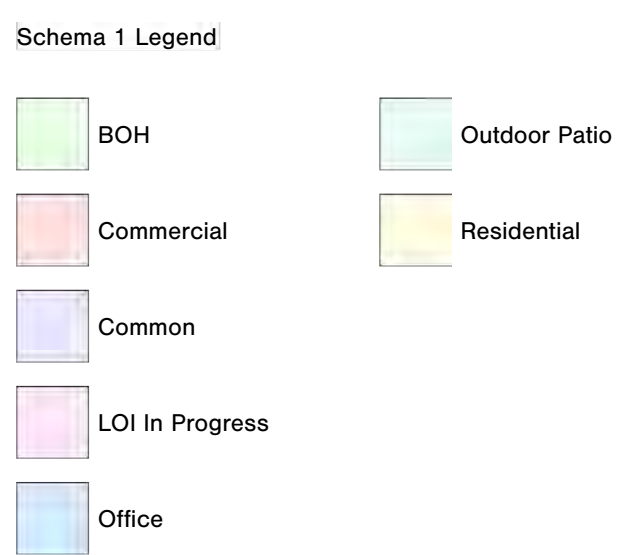 Schema 1 Legend
BOH
Commercial
Common
LOI In Progress
Office
Outdoor Patio
Residential